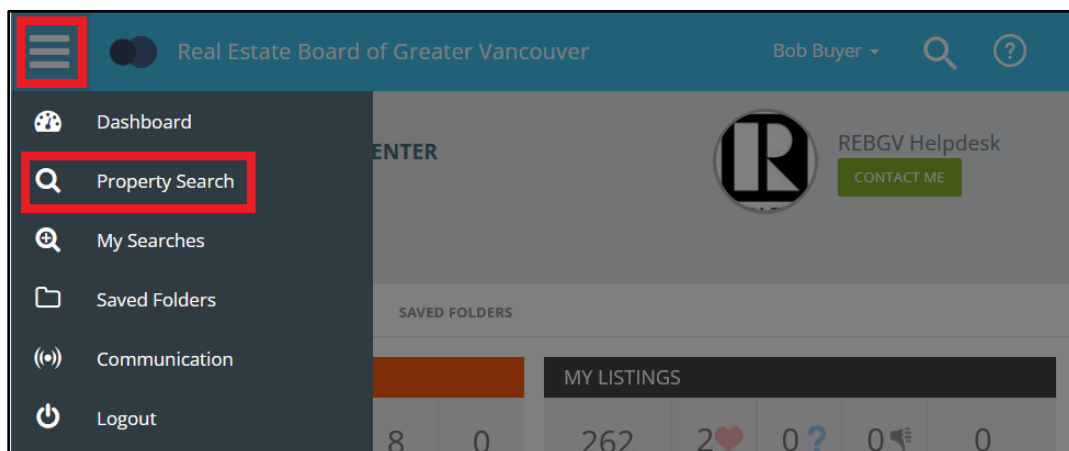 Real Estate Board of Greater Vancouver
Bob Buyer
?
Dashboard
ENTER
REBGV Helpdesk
CONTACT ME
R
Property Search
My Searches
Saved Folders
SAVED FOLDERS
Communication
MY LISTINGS
Logout
8 0 262 2 0 ? 0 0